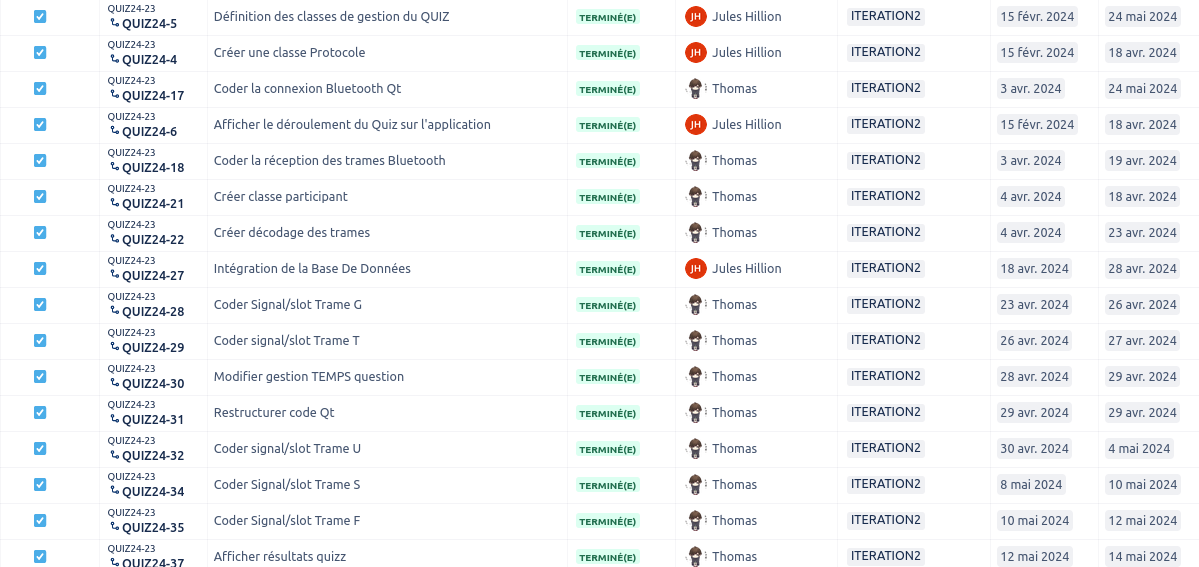 QUIZ24-23
QUIZ24-5 Définition des classes de gestion du QUIZ TERMINÉ(E) JH Jules Hillion ITERATION2 15 févr. 2024 24 mai 2024
QUIZ24-23
QUIZ24-4 Créer une classe Protocole TERMINÉ(E) JH Jules Hillion ITERATION2 15 févr. 2024 18 avr. 2024
QUIZ24-23
QUIZ24-17 Coder la connexion Bluetooth Qt TERMINÉ(E) Thomas ITERATION2 3 avr. 2024 24 mai 2024
QUIZ24-23
QUIZ24-6 Afficher le déroulement du Quiz sur l'application TERMINÉ(E) JH Jules Hillion ITERATION2 15 févr. 2024 18 avr. 2024
QUIZ24-23
QUIZ24-18 Coder la réception des trames Bluetooth TERMINÉ(E) Thomas ITERATION2 3 avr. 2024 19 avr. 2024
QUIZ24-23
QUIZ24-21 Créer classe participant TERMINÉ(E) Thomas ITERATION2 4 avr. 2024 18 avr. 2024
QUIZ24-23
QUIZ24-22 Créer décodage des trames TERMINÉ(E) Thomas ITERATION2 4 avr. 2024 23 avr. 2024
QUIZ24-23
QUIZ24-27 Intégration de la Base De Données TERMINÉ(E) JH Jules Hillion ITERATION2 18 avr. 2024 28 avr. 2024
QUIZ24-23
QUIZ24-28 Coder Signal/slot Trame G TERMINÉ(E) Thomas ITERATION2 23 avr. 2024 26 avr. 2024
QUIZ24-23
QUIZ24-29 Coder signal/slot Trame T TERMINÉ(E) Thomas ITERATION2 26 avr. 2024 27 avr. 2024
QUIZ24-23
QUIZ24-30 Modifier gestion TEMPS question TERMINÉ(E) Thomas ITERATION2 28 avr. 2024 29 avr. 2024
QUIZ24-23
QUIZ24-31 Restructurer code Qt TERMINÉ(E) Thomas ITERATION2 29 avr. 2024 29 avr. 2024
QUIZ24-23
QUIZ24-32 Coder signal/slot Trame U TERMINÉ(E) Thomas ITERATION2 30 avr. 2024 4 mai 2024
QUIZ24-23
QUIZ24-34 Coder Signal/slot Trame S TERMINÉ(E) Thomas ITERATION2 8 mai 2024 10 mai 2024
QUIZ24-23
QUIZ24-35 Coder Signal/slot Trame F TERMINÉ(E) Thomas ITERATION2 10 mai 2024 12 mai 2024
QUIZ24-23
QUIZ24-37 Afficher résultats quizz TERMINÉ(E) Thomas ITERATION2 12 mai 2024 14 mai 2024